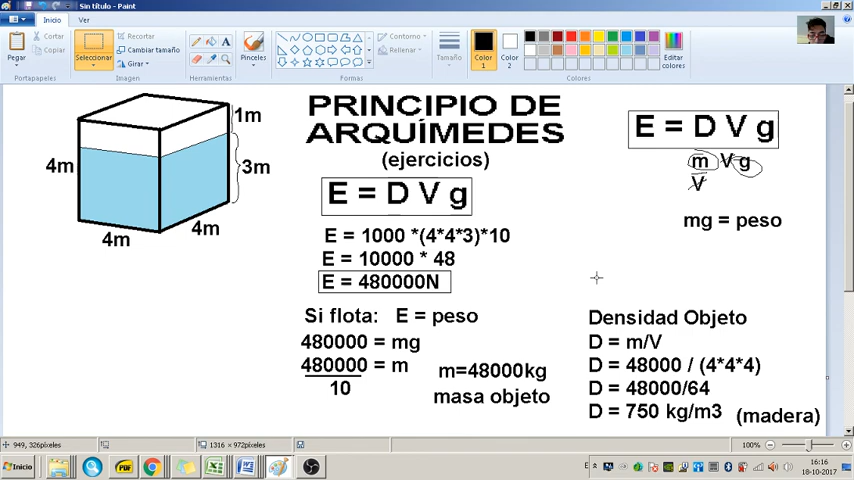 Sin título - Paint
Inicio
Ver
Pegar
Cortar
Copiar
Portapapeles
Seleccionar
Recortar
Cambiar tamaño
Girar
Imagen
Herramientas
Pinceles
Contorno
Rellenar
Formas
Tamaño
Color 1
Color 2
Editar colores
Colores
1m
4m
3m
4m
4m
PRINCIPIO DE
ARQUÍMEDES
(ejercicios)
E = D V g
E = 1000 *(4*4*3)*10
E = 10000 * 48
E = 480000N
Si flota: E = peso
480000 = mg
480000 = m
10
m=48000kg
masa objeto
E = D V g
m V g
V
mg = peso
Densidad Objeto
D = m/V
D = 48000 / (4*4*4)
D = 48000/64
D = 750 kg/m3 (madera)
949, 326píxeles
1316 × 972píxeles
100%
Inicio
PDF
E
16:16
18-10-2017